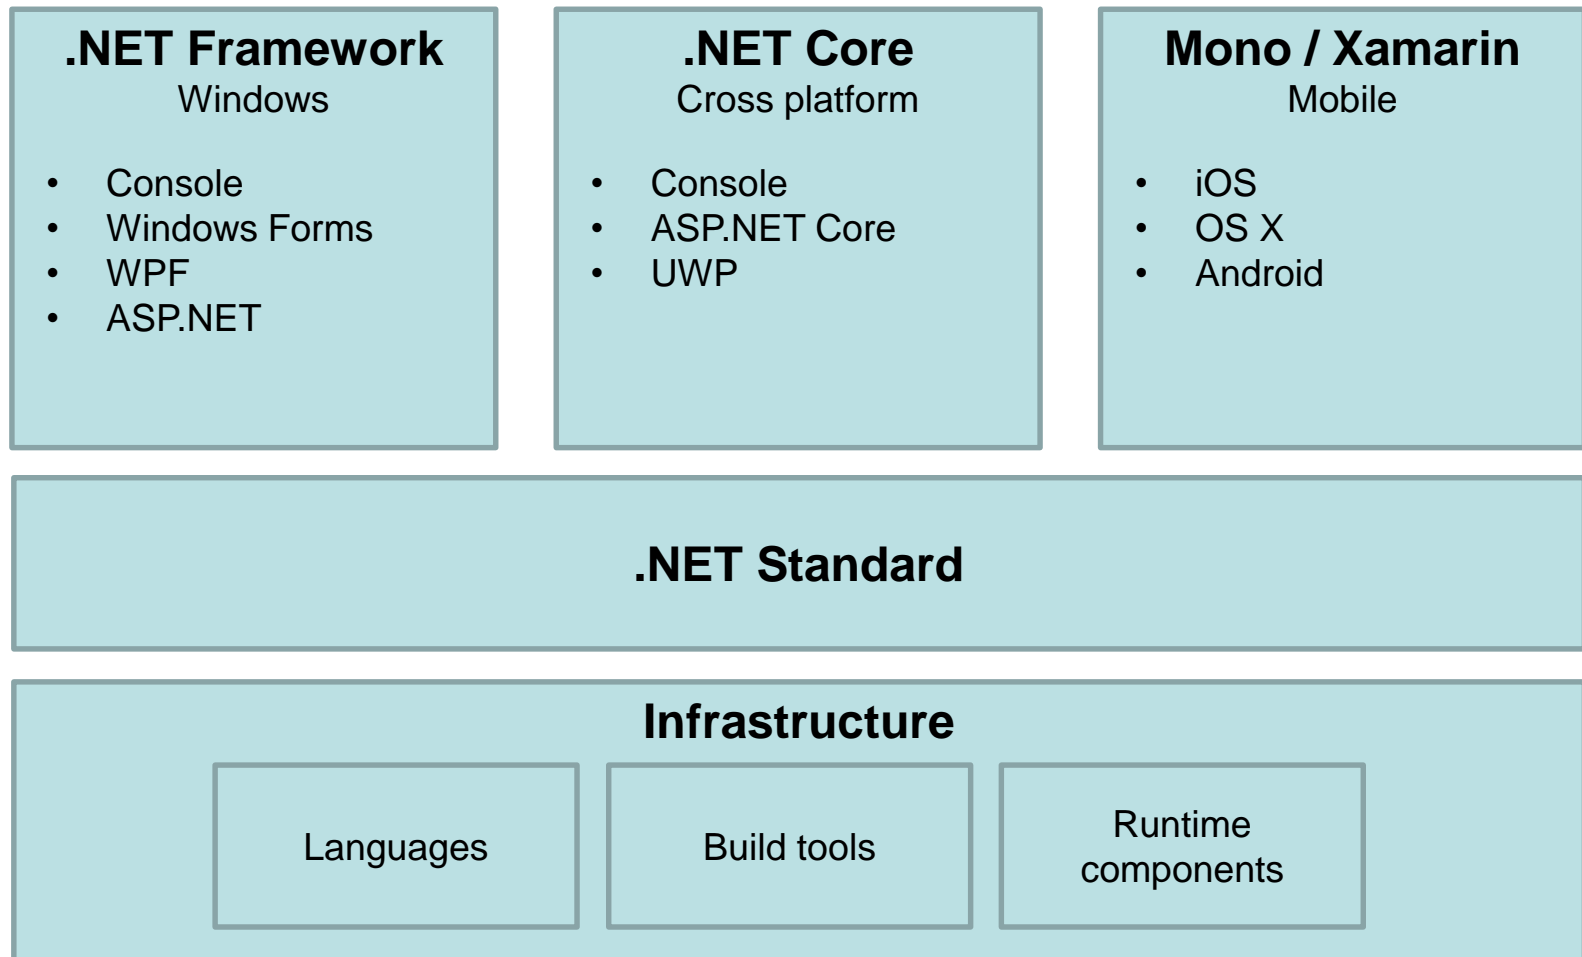 .NET Framework
Windows
• Console
• Windows Forms
• WPF
• ASP.NET
.NET Core
Cross platform
• Console
• ASP.NET Core
• UWP
Mono / Xamarin
Mobile
• iOS
• OS X
• Android
.NET Standard
Infrastructure
Languages
Build tools
Runtime
components